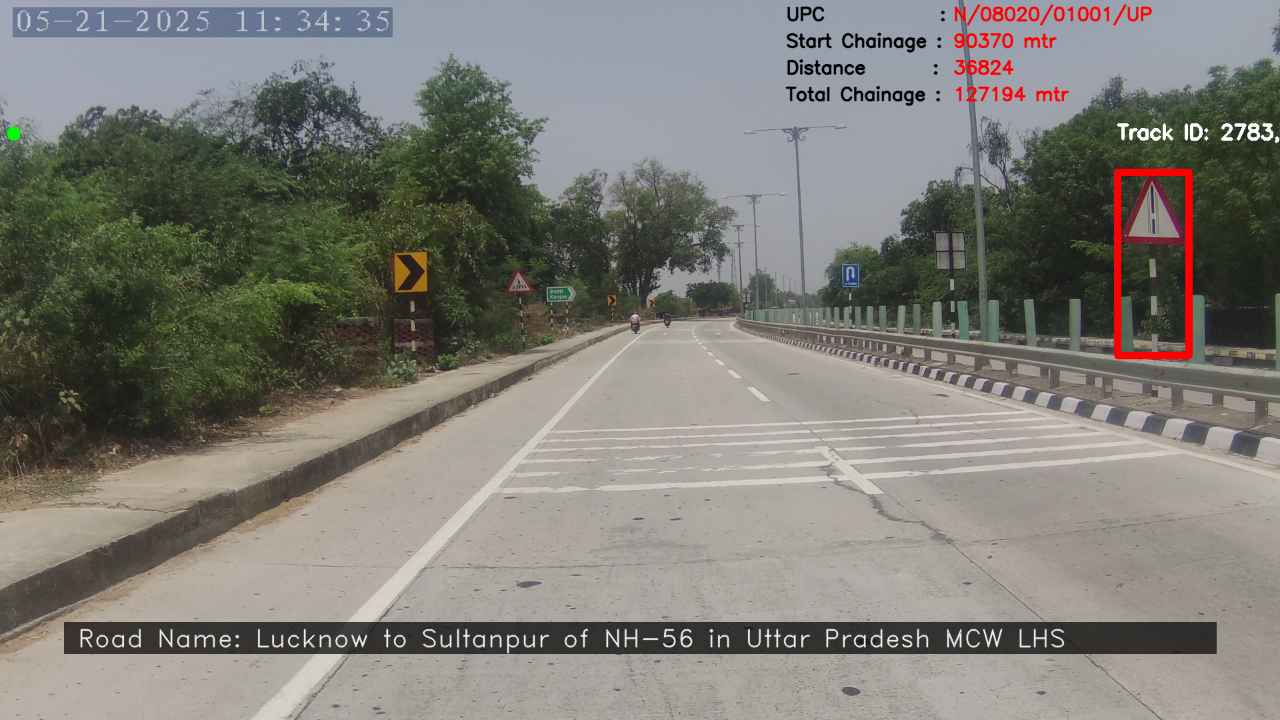 05-21-2025 11:34:35
UPC : N/08020/01001/UP
Start Chainage : 90370 mtr
Distance : 36824
Total Chainage : 127194 mtr
Track ID: 2783,
Road Name: Lucknow to Sultanpur of NH-56 in Uttar Pradesh MCW LHS